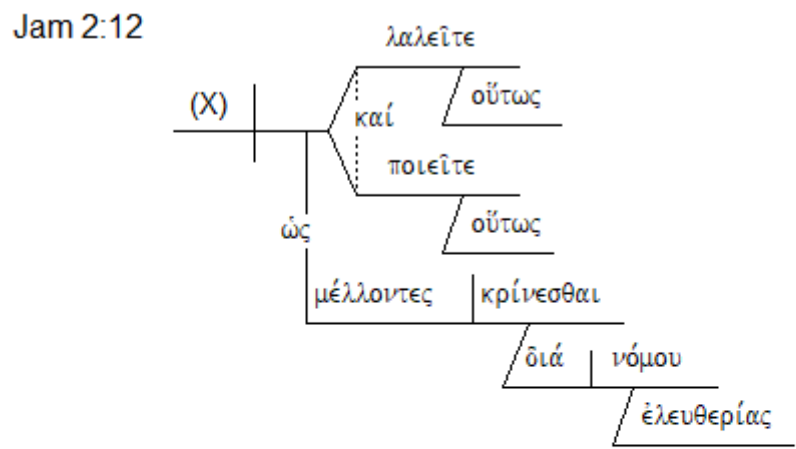 Jam 2:12
λαλεῖτε
οὕτως
(X)
καί
ποιεῖτε
οὕτως
ὡς
μέλλοντες κρίνεσθαι
διά νόμου
ἐλευθερίας